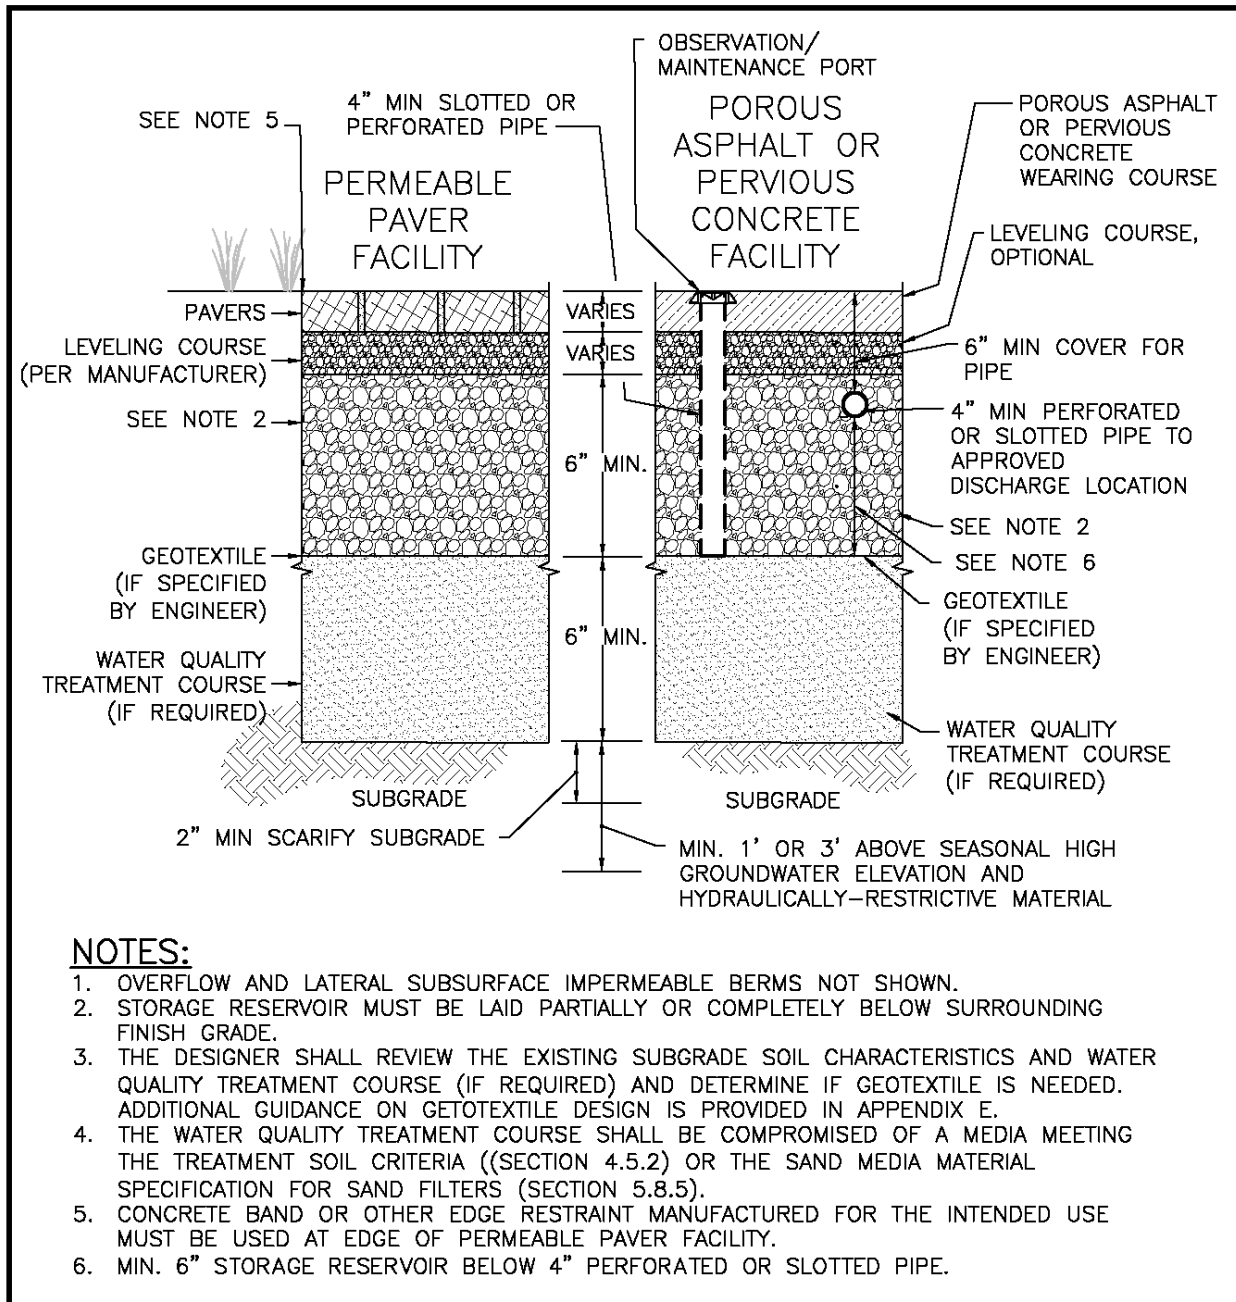 OBSERVATION/
MAINTENANCE PORT
4" MIN SLOTTED OR
PERFORATED PIPE
SEE NOTE 5
PERMEABLE
PAVER
FACILITY
POROUS
ASPHALT OR
PERVIOUS
CONCRETE
FACILITY
POROUS ASPHALT
OR PERVIOUS
CONCRETE
WEARING COURSE
LEVELING COURSE,
OPTIONAL
PAVERS
VARIES
LEVELING COURSE
(PER MANUFACTURER)
VARIES
6" MIN COVER FOR
PIPE
SEE NOTE 2
4" MIN PERFORATED
OR SLOTTED PIPE TO
APPROVED
DISCHARGE LOCATION
6" MIN.
SEE NOTE 2
SEE NOTE 6
GEOTEXTILE
(IF SPECIFIED
BY ENGINEER)
GEOTEXTILE
(IF SPECIFIED
BY ENGINEER)
6" MIN.
WATER QUALITY
TREATMENT COURSE
(IF REQUIRED)
WATER QUALITY
TREATMENT COURSE
(IF REQUIRED)
SUBGRADE
SUBGRADE
2" MIN SCARIFY SUBGRADE
MIN. 1' OR 3' ABOVE SEASONAL HIGH
GROUNDWATER ELEVATION AND
HYDRAULICALLY-RESTRICTIVE MATERIAL
NOTES:
1. OVERFLOW AND LATERAL SUBSURFACE IMPERMEABLE BERMS NOT SHOWN.
2. STORAGE RESERVOIR MUST BE LAID PARTIALLY OR COMPLETELY BELOW SURROUNDING
FINISH GRADE.
3. THE DESIGNER SHALL REVIEW THE EXISTING SUBGRADE SOIL CHARACTERISTICS AND WATER
QUALITY TREATMENT COURSE (IF REQUIRED) AND DETERMINE IF GEOTEXTILE IS NEEDED.
ADDITIONAL GUIDANCE ON GETOTEXTILE DESIGN IS PROVIDED IN APPENDIX E.
4. THE WATER QUALITY TREATMENT COURSE SHALL BE COMPROMISED OF A MEDIA MEETING
THE TREATMENT SOIL CRITERIA ((SECTION 4.5.2) OR THE SAND MEDIA MATERIAL
SPECIFICATION FOR SAND FILTERS (SECTION 5.8.5).
5. CONCRETE BAND OR OTHER EDGE RESTRAINT MANUFACTURED FOR THE INTENDED USE
MUST BE USED AT EDGE OF PERMEABLE PAVER FACILITY.
6. MIN. 6" STORAGE RESERVOIR BELOW 4" PERFORATED OR SLOTTED PIPE.